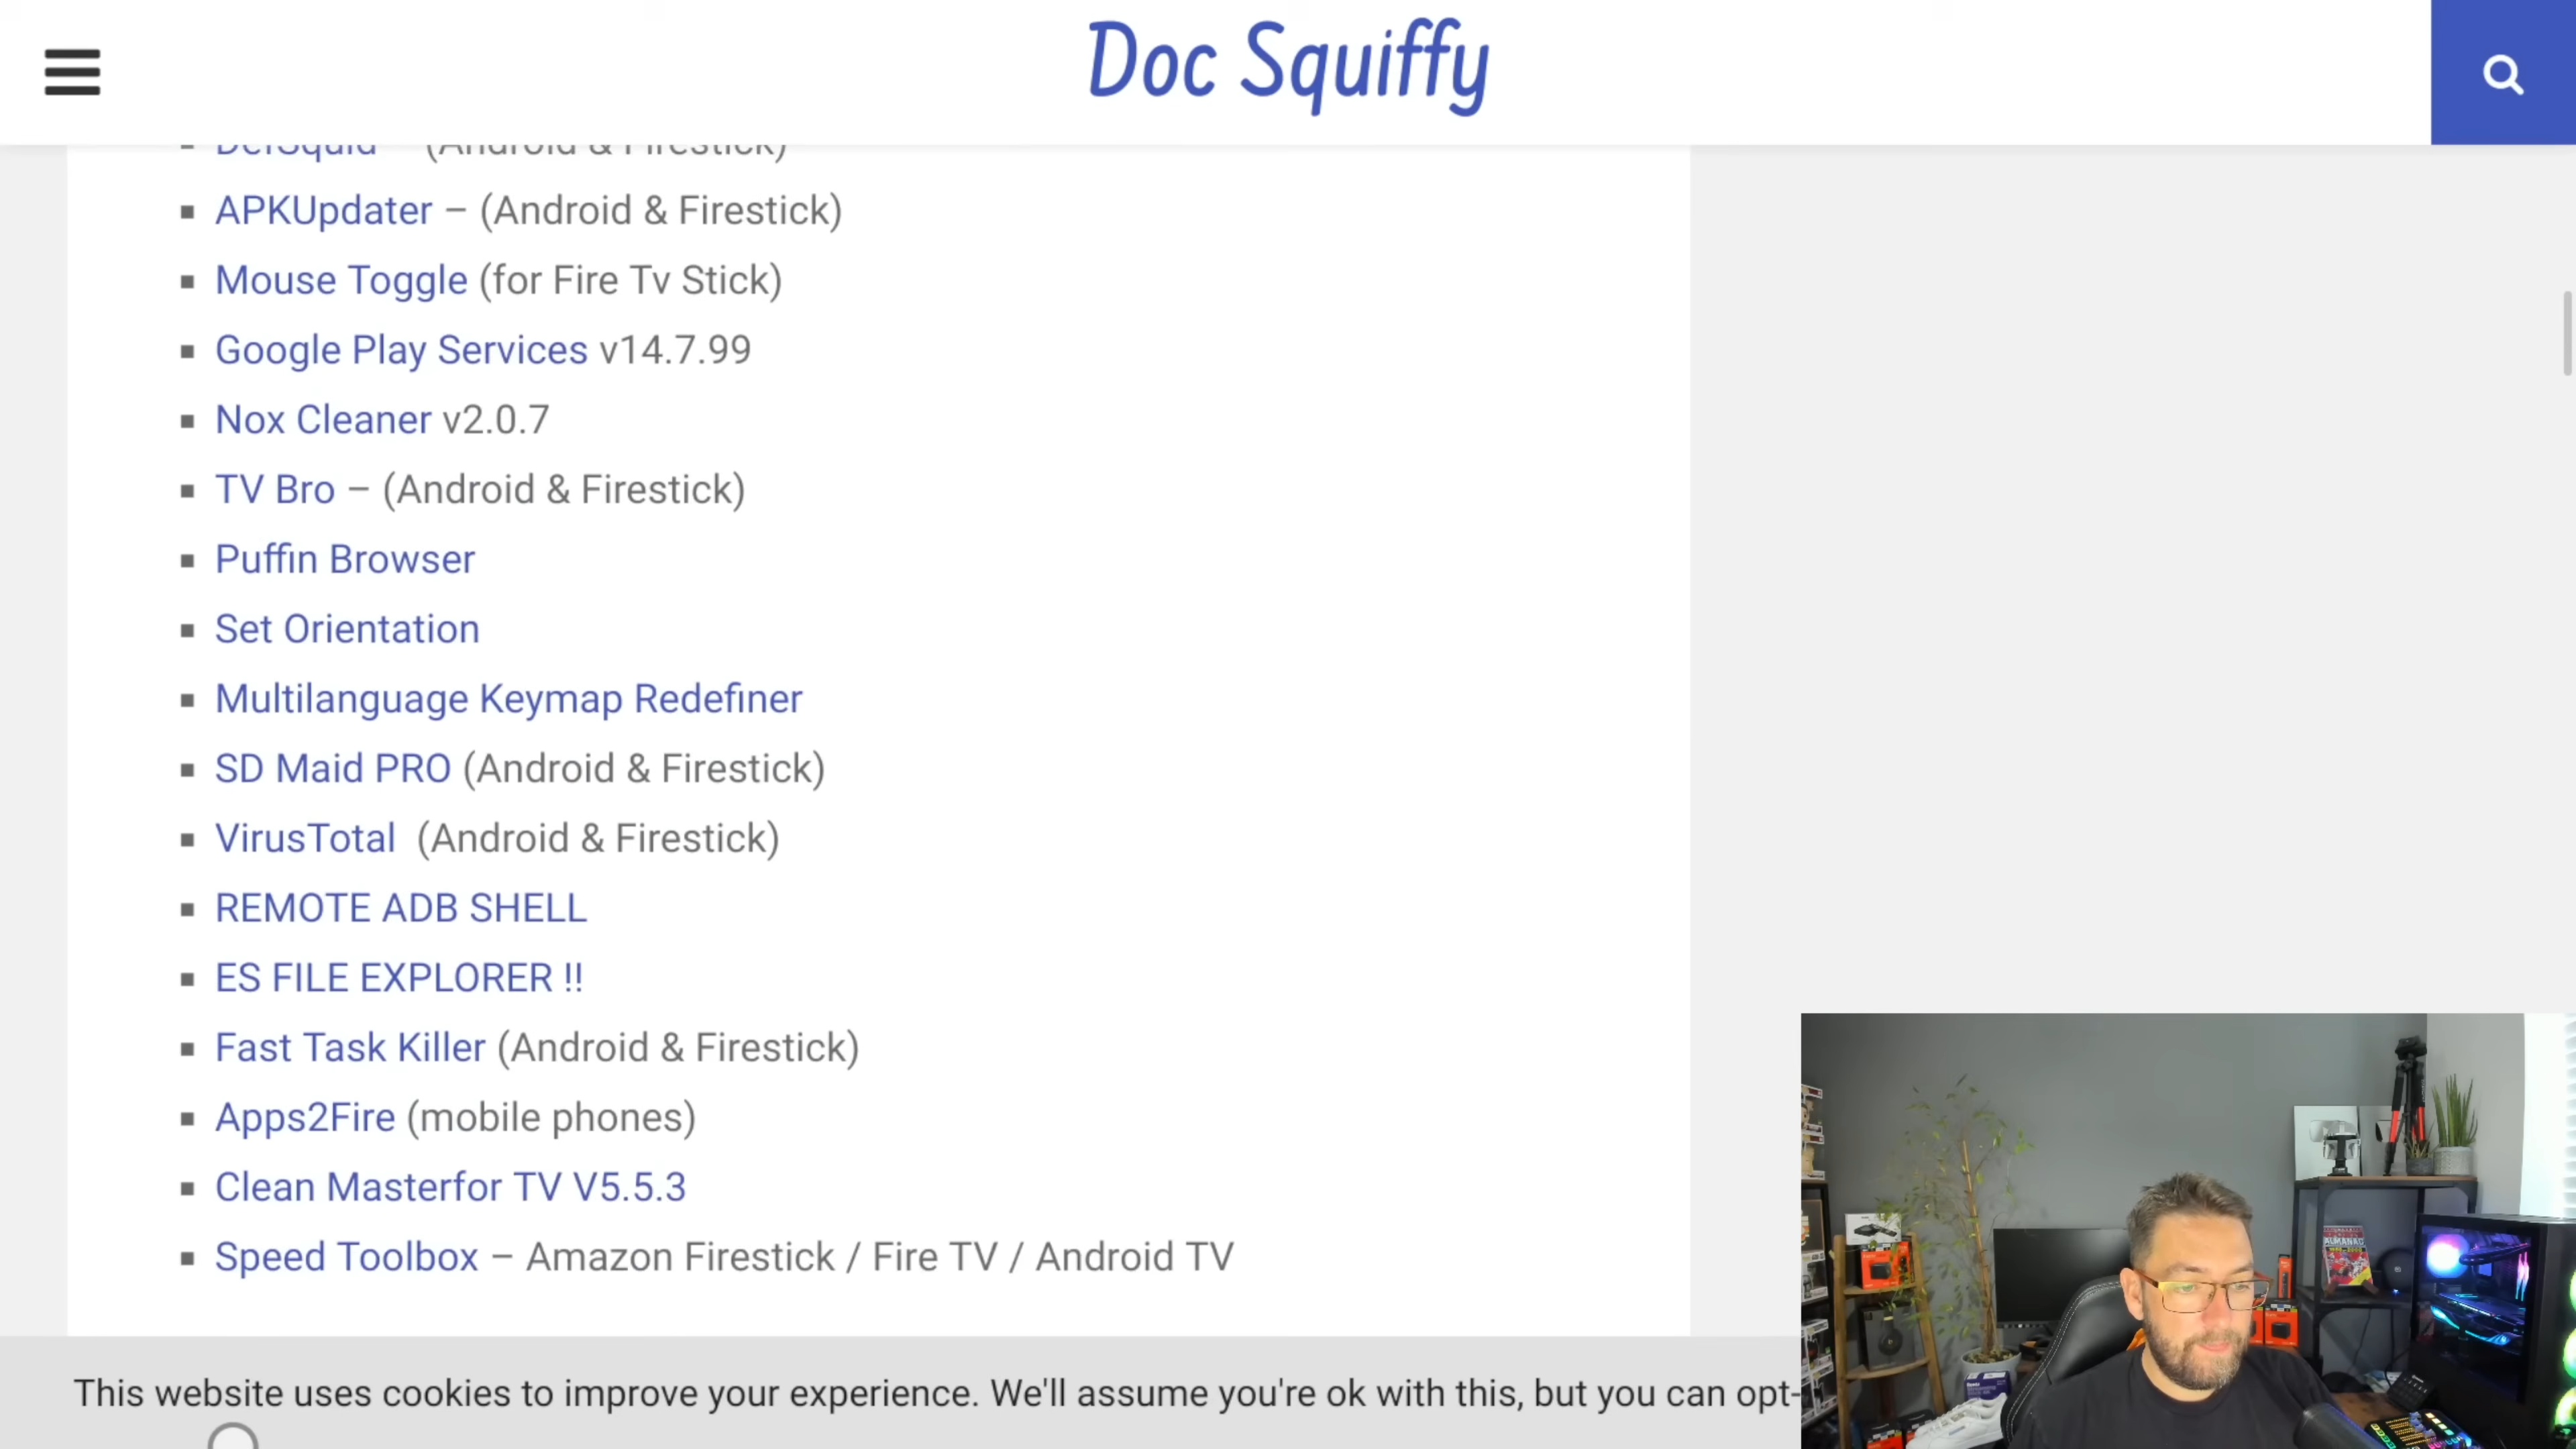 Doc Squiffy
DefSquid (Android & Firestick)
APKUpdater – (Android & Firestick)
Mouse Toggle (for Fire Tv Stick)
Google Play Services v14.7.99
Nox Cleaner v2.0.7
TV Bro – (Android & Firestick)
Puffin Browser
Set Orientation
Multilanguage Keymap Redefiner
SD Maid PRO (Android & Firestick)
VirusTotal (Android & Firestick)
REMOTE ADB SHELL
ES FILE EXPLORER !!
Fast Task Killer (Android & Firestick)
Apps2Fire (mobile phones)
Clean Masterfor TV V5.5.3
Speed Toolbox – Amazon Firestick / Fire TV / Android TV
This website uses cookies to improve your experience. We'll assume you're ok with this, but you can opt-
ALMANAC